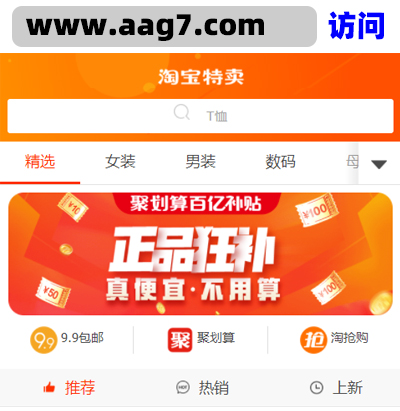 www.aag7.com 访问
淘宝特卖
T恤
精选 女装 男装 数码 母
聚划算百亿补贴
正品狂补
真便宜·不用算
¥10
¥100
¥50
¥100
9.9 9.9包邮 聚 聚划算 抢 淘抢购
推荐 HOT 热销 上新